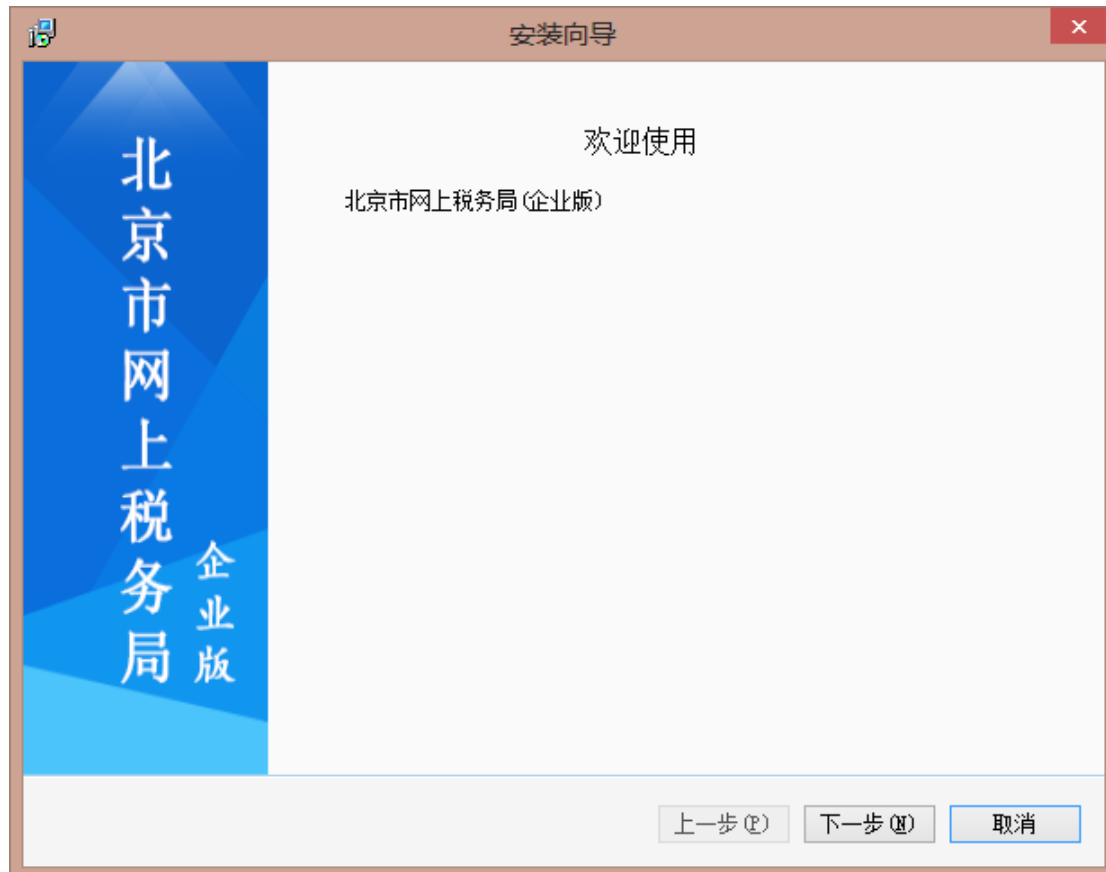 安装向导
北京市网上税务局
企业版
欢迎使用
北京市网上税务局(企业版)
上一步(P)
下一步(N)
取消